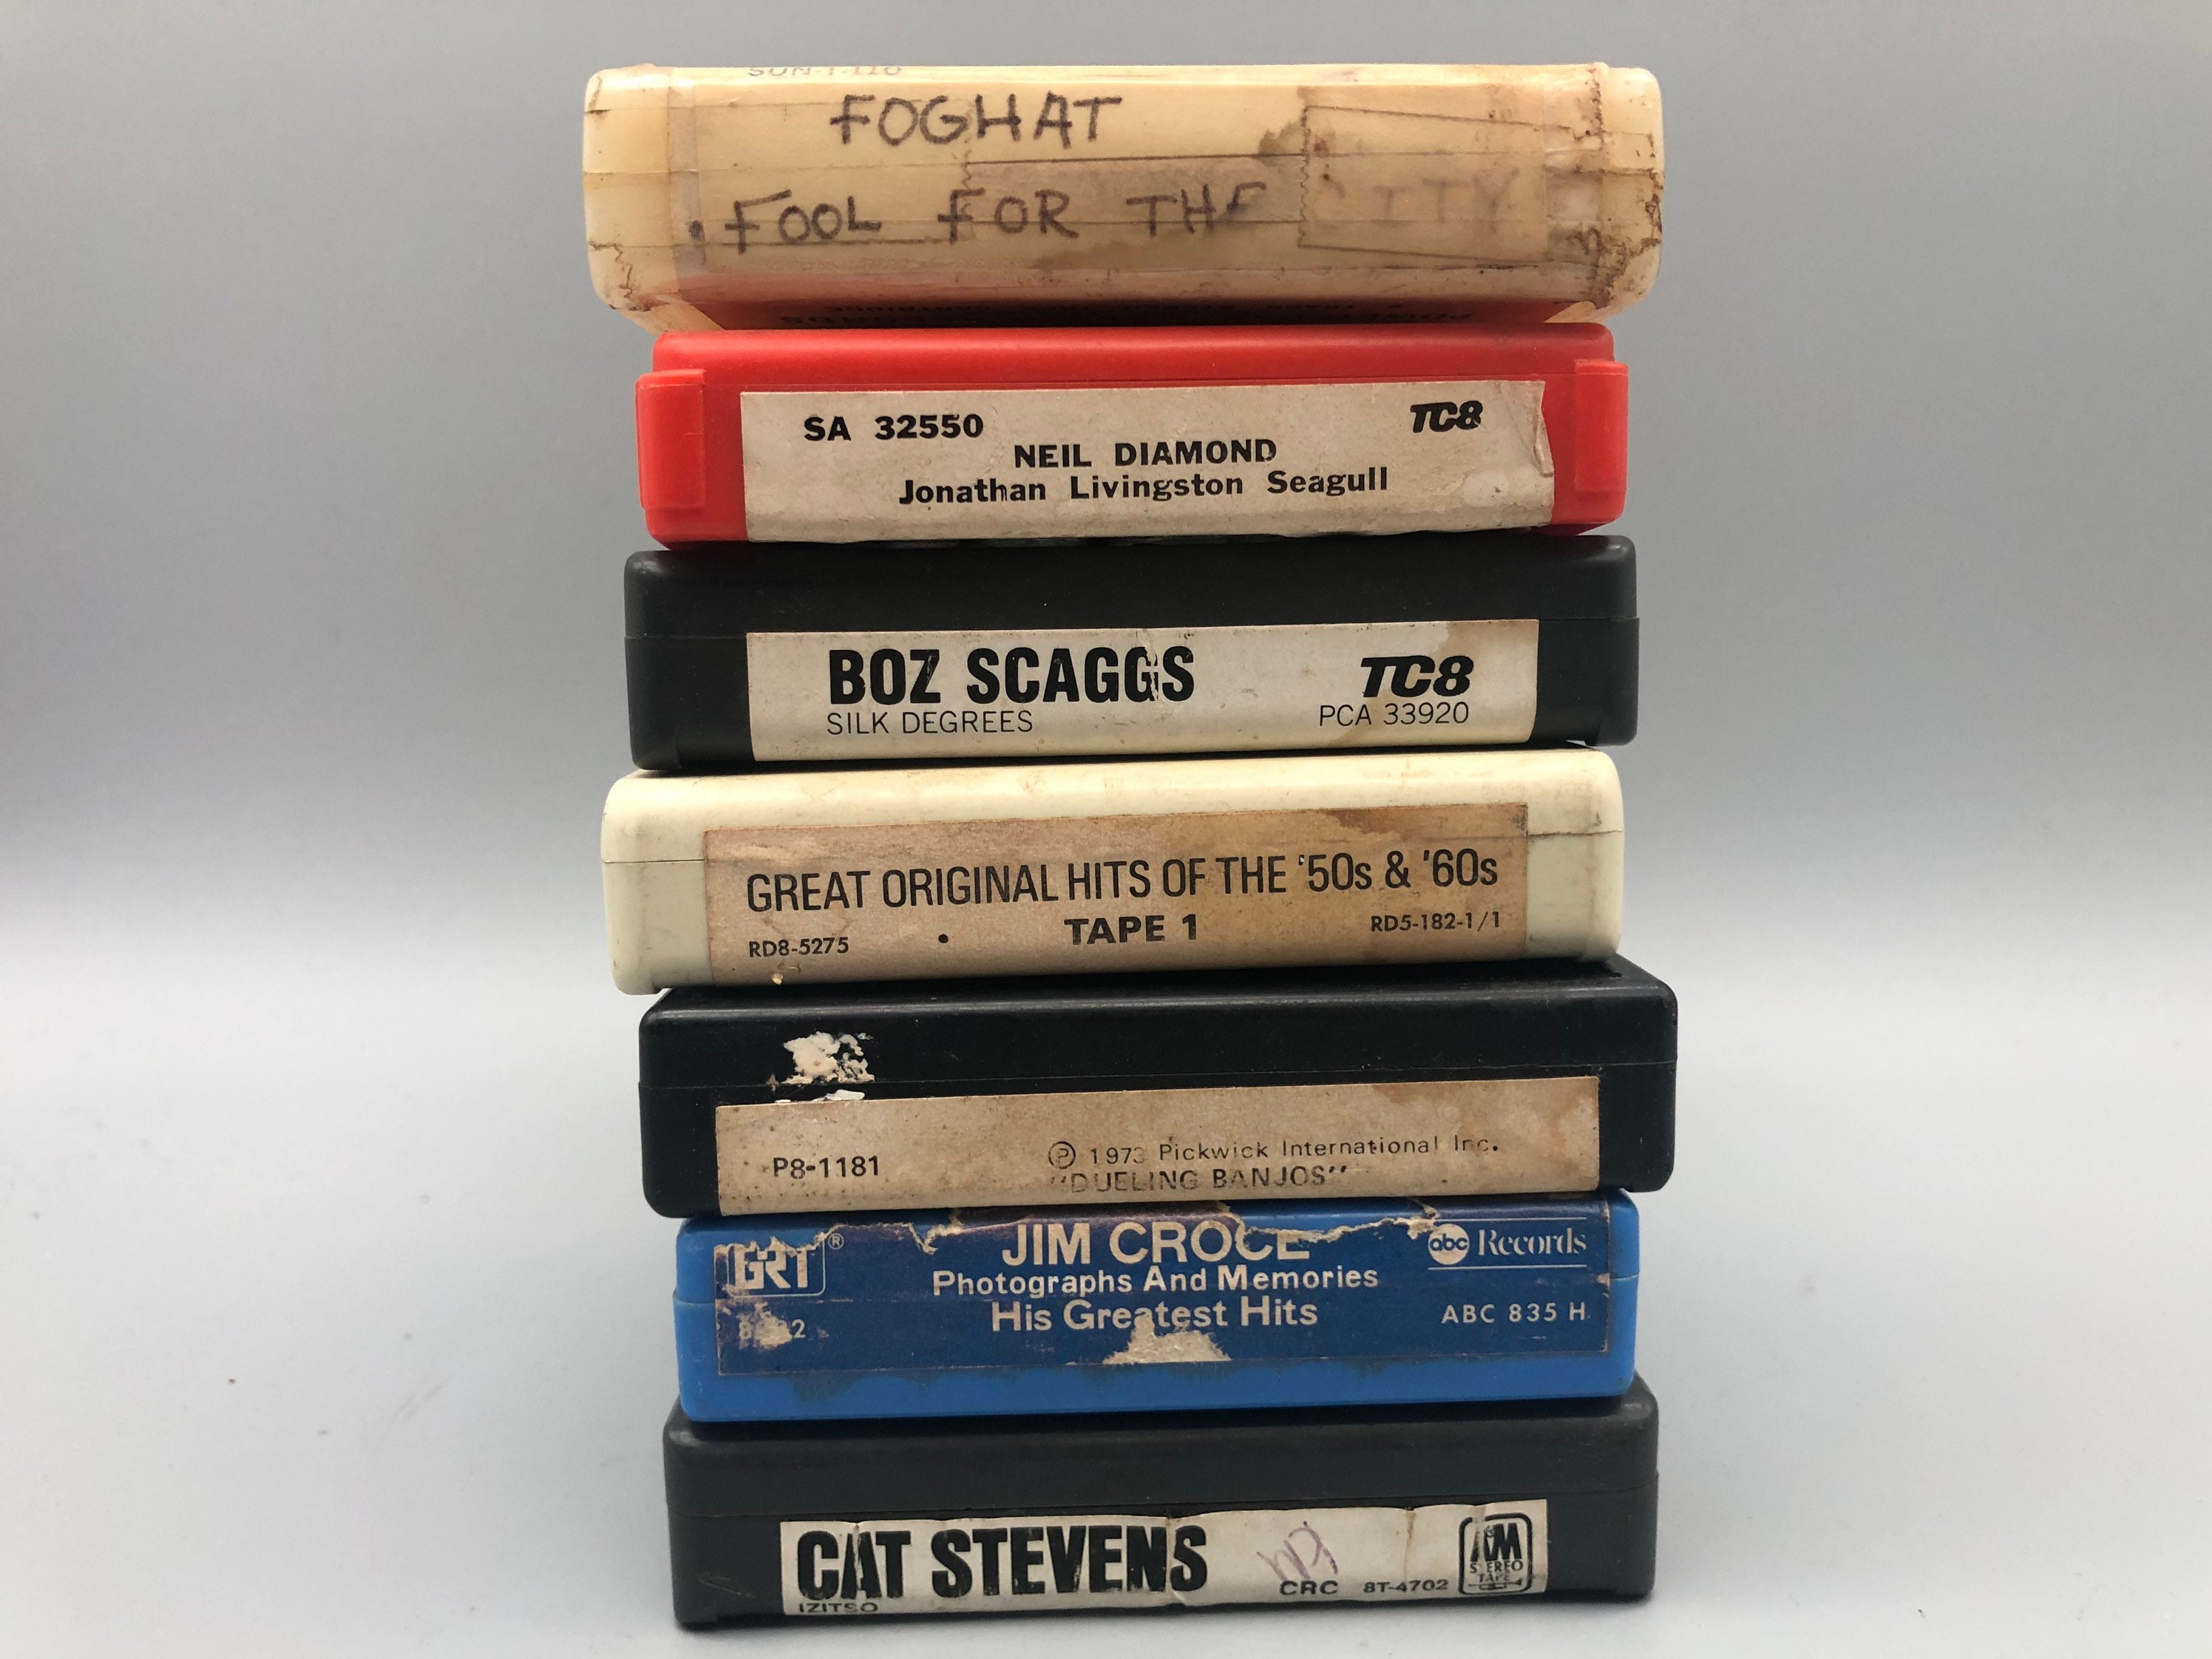 SUN-T-110
FOGHAT
. FOOL FOR THE CITY
SA 32550
TC8
NEIL DIAMOND
Jonathan Livingston Seagull
BOZ SCAGGS
TC8
SILK DEGREES
PCA 33920
GREAT ORIGINAL HITS OF THE '50s & '60s
TAPE 1
RD8-5275
RD5-182-1/1
P8-1181
℗ 1973 Pickwick International Inc.
"DUELING BANJOS"
GRT®
JIM CROCE
abc Records
Photographs And Memories
His Greatest Hits
ABC 835 H
CAT STEVENS
A&M
STEREO
TAPE
CRC 8T-4702
IZITSO